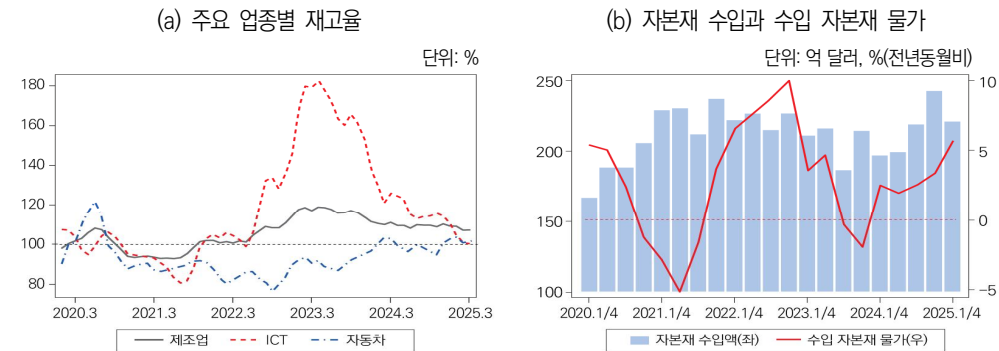 (a) 주요 업종별 재고율
단위: %
180
160
140
120
100
80
2020.3 2021.3 2022.3 2023.3 2024.3 2025.3
제조업 ICT 자동차
(b) 자본재 수입과 수입 자본재 물가
단위: 억 달러, %(전년동월비)
250
200
150
100
10
5
0
-5
2020.1/4 2021.1/4 2022.1/4 2023.1/4 2024.1/4 2025.1/4
자본재 수입액(좌) 수입 자본재 물가(우)